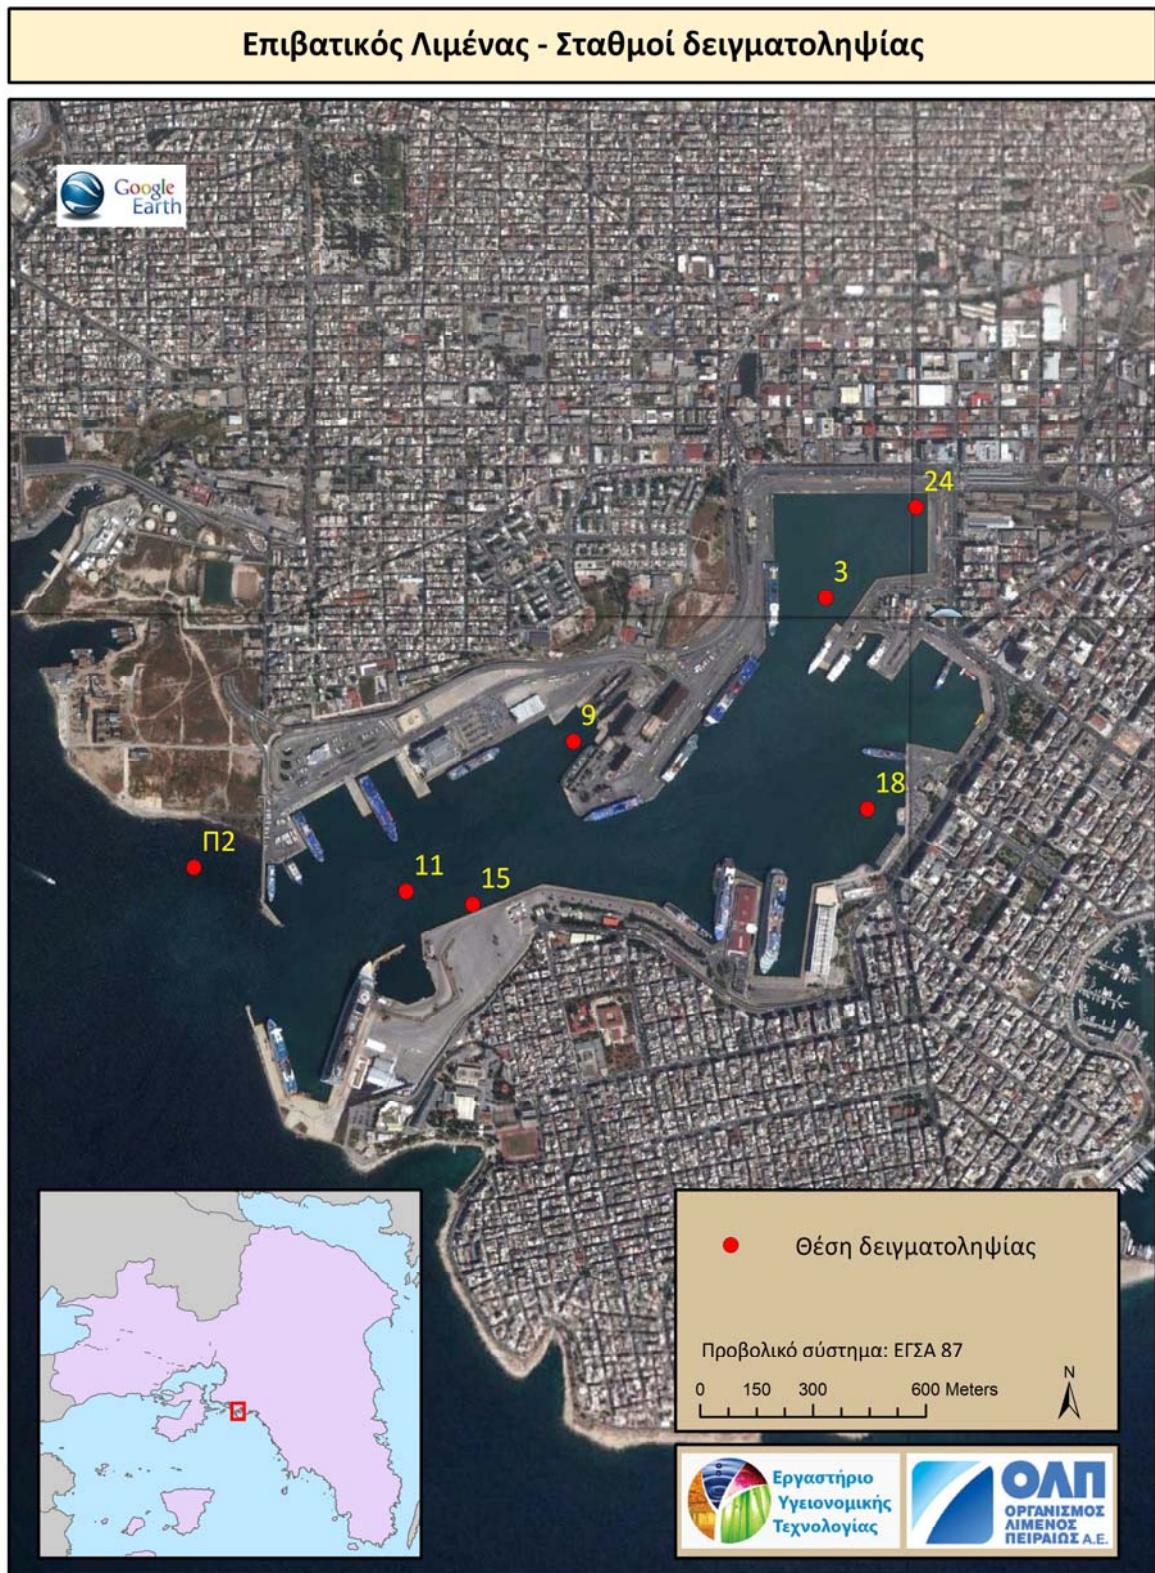 Επιβατικός Λιμένας - Σταθμοί δειγματοληψίας
Google
Earth
24
3
9
18
Π2
11
15
Θέση δειγματοληψίας
Προβολικό σύστημα: ΕΓΣΑ 87
N
0 150 300 600 Meters
Εργαστήριο
Υγειονομικής
Τεχνολογίας
ΟΛΠ
ΟΡΓΑΝΙΣΜΟΣ
ΛΙΜΕΝΟΣ
ΠΕΙΡΑΙΩΣ Α.Ε.